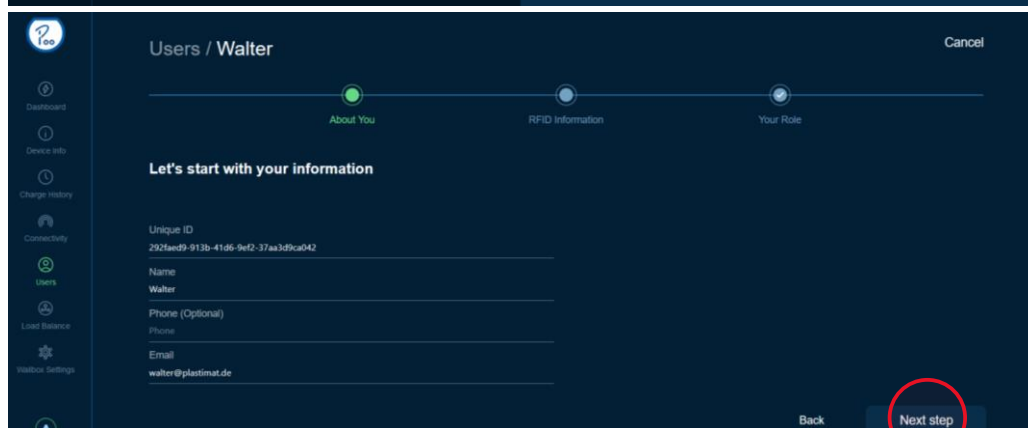 Poo
Users / Walter
Cancel
Dashboard
Device info
Charge History
Connectivity
Users
Load Balance
Wallbox Settings
About You
RFID Information
Your Role
Let's start with your information
Unique ID
292faed9-913b-41d6-9ef2-37aa3d9ca042
Name
Walter
Phone (Optional)
Phone
Email
walter@plastimat.de
Back
Next step